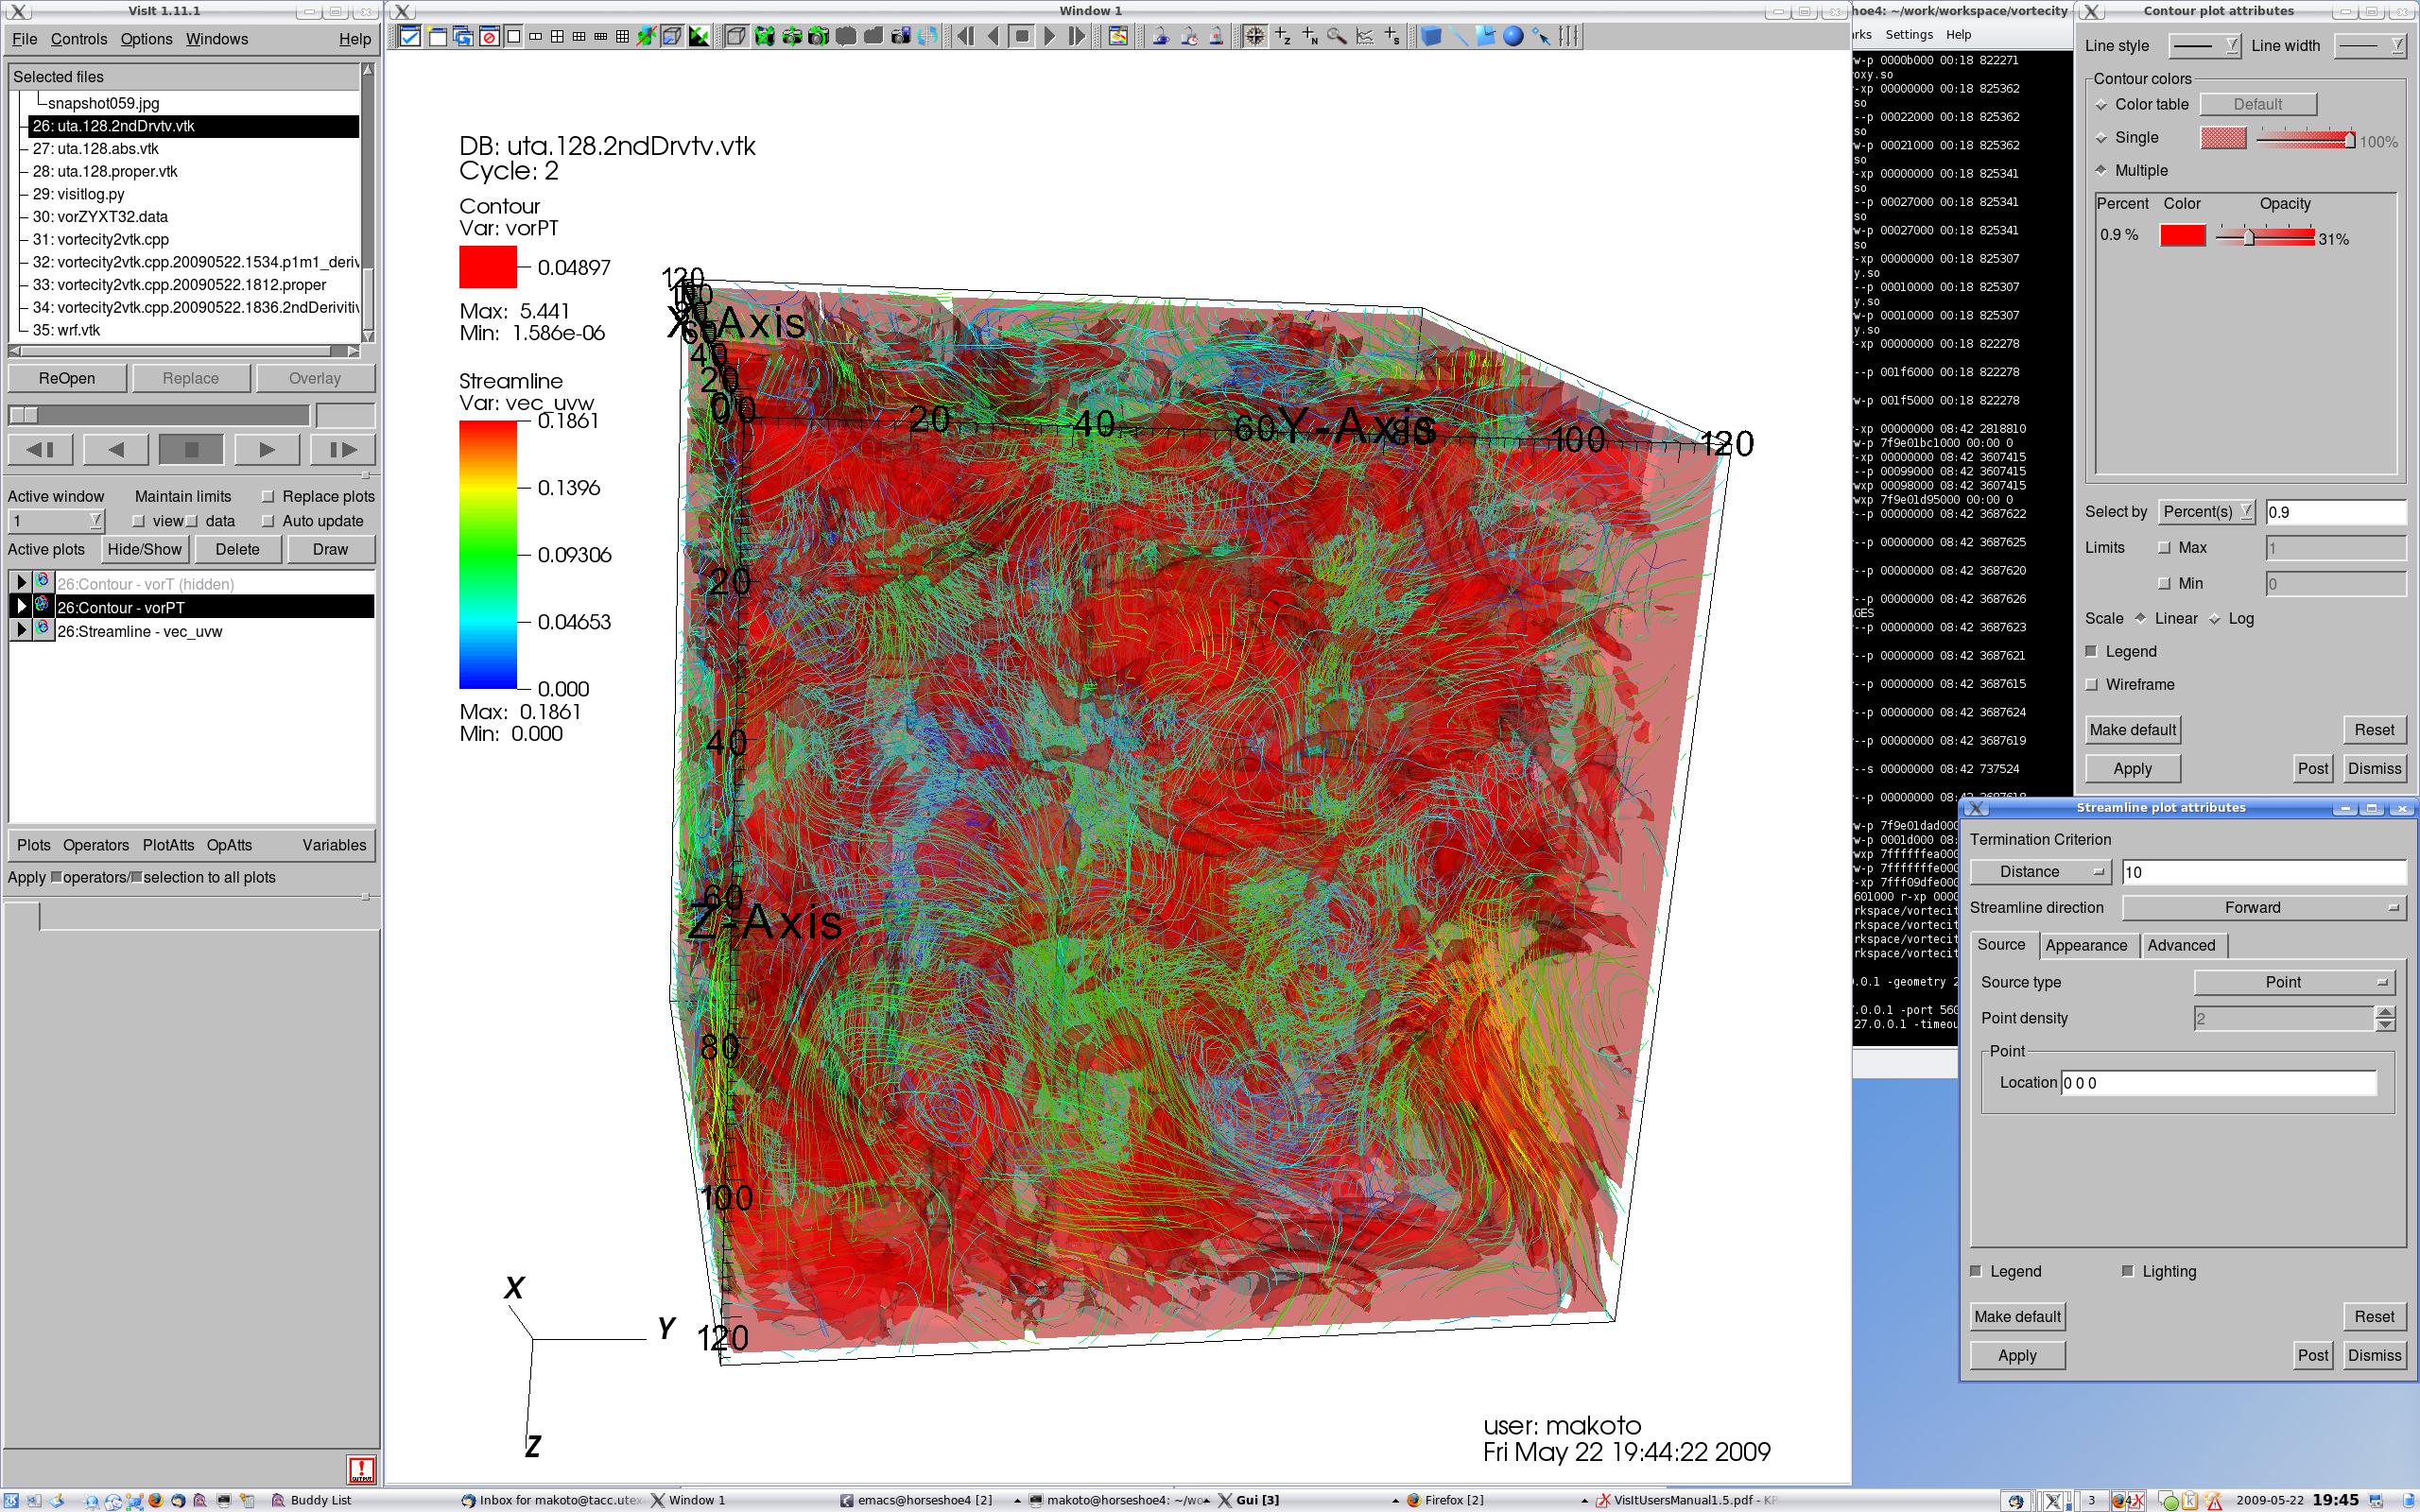 VisIt 1.11.1
File Controls Options Windows Help
Selected files
snapshot059.jpg
26: uta.128.2ndDrvtv.vtk
27: uta.128.abs.vtk
28: uta.128.proper.vtk
29: visitlog.py
30: vorZYXT32.data
31: vortecity2vtk.cpp
32: vortecity2vtk.cpp.20090522.1534.p1m1_deriv
33: vortecity2vtk.cpp.20090522.1812.proper
34: vortecity2vtk.cpp.20090522.1836.2ndDerivitiv
35: wrf.vtk
ReOpen Replace Overlay
Active window Maintain limits Replace plots
1 view data Auto update
Active plots Hide/Show Delete Draw
26:Contour - vorT (hidden)
26:Contour - vorPT
26:Streamline - vec_uvw
Plots Operators PlotAtts OpAtts Variables
Apply operators/ selection to all plots
Window 1
DB: uta.128.2ndDrvtv.vtk
Cycle: 2
Contour
Var: vorPT
0.04897
Max: 5.441
Min: 1.586e-06
Streamline
Var: vec_uvw
0.1861
0.1396
0.09306
0.04653
0.000
Max: 0.1861
Min: 0.000
120
X-Axis
40
20
0 0 20 40 60 Y-Axis 80 100 120
20
40
60
Z-Axis
80
100
120
X
Y
Z
user: makoto
Fri May 22 19:44:22 2009
hoe4: ~/work/workspace/vortecity
rks Settings Help
w-p 0000b000 00:18 822271
oxy.so
-xp 00000000 00:18 825362
so
--p 00022000 00:18 825362
so
w-p 00021000 00:18 825362
-xp 00000000 00:18 825341
so
--p 00027000 00:18 825341
so
w-p 00027000 00:18 825341
so
-xp 00000000 00:18 825307
y.so
--p 00010000 00:18 825307
y.so
w-p 00010000 00:18 825307
y.so
-xp 00000000 00:18 822278
--p 001f6000 00:18 822278
w-p 001f5000 00:18 822278
-xp 00000000 08:42 2818810
w-p 7f9e01bc1000 00:00 0
-xp 00000000 08:42 3607415
--p 00099000 08:42 3607415
wxp 00098000 08:42 3607415
wxp 7f9e01d95000 00:00 0
--p 00000000 08:42 3687622
--p 00000000 08:42 3687625
--p 00000000 08:42 3687620
--p 00000000 08:42 3687626
AGES
--p 00000000 08:42 3687623
--p 00000000 08:42 3687621
--p 00000000 08:42 3687615
--p 00000000 08:42 3687624
--p 00000000 08:42 3687619
--s 00000000 08:42 737524
--p 00000000 08:42
w-p 7f9e01dad000
w-p 0001d000 08:
wxp 7ffffffea000
w-p 7fffffffe000
-xp 7fff09dfe000
601000 r-xp 0000
rkspace/vortecit
rkspace/vortecit
rkspace/vortecit
rkspace/vortecit
.0.1 -geometry 2
.0.0.1 -port 560
27.0.0.1 -timeou
Contour plot attributes
Line style Line width
Contour colors
Color table Default
Single 100%
Multiple
Percent Color Opacity
0.9 % 31%
Select by Percent(s) 0.9
Limits Max 1
Min 0
Scale Linear Log
Legend
Wireframe
Make default Reset
Apply Post Dismiss
Streamline plot attributes
Termination Criterion
Distance 10
Streamline direction Forward
Source Appearance Advanced
Source type Point
Point density 2
Point
Location 0 0 0
Legend Lighting
Make default Reset
Apply Post Dismiss
Buddy List Inbox for makoto@tacc.utex Window 1 emacs@horseshoe4 [2] makoto@horseshoe4: ~/wo Gui [3] Firefox [2] VisItUsersManual1.5.pdf - KP 3 2009-05-22 19:45